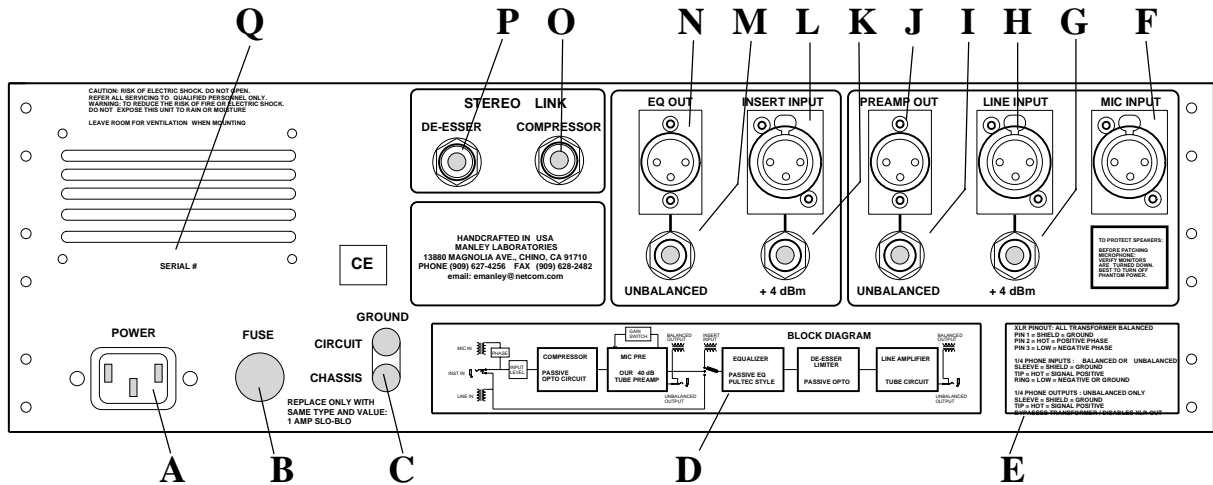 Q P O N M L K J I H G F
CAUTION: RISK OF ELECTRIC SHOCK. DO NOT OPEN.
REFER ALL SERVICING TO QUALIFIED PERSONNEL ONLY.
WARNING: TO REDUCE THE RISK OF FIRE OR ELECTRIC SHOCK.
DO NOT EXPOSE THIS UNIT TO RAIN OR MOISTURE
LEAVE ROOM FOR VENTILATION WHEN MOUNTING
SERIAL #
CE
STEREO LINK
DE-ESSER COMPRESSOR
HANDCRAFTED IN USA
MANLEY LABORATORIES
13880 MAGNOLIA AVE., CHINO, CA 91710
PHONE (909) 627-4256 FAX (909) 628-2482
email: emanley@netcom.com
EQ OUT INSERT INPUT
UNBALANCED + 4 dBm
PREAMP OUT LINE INPUT MIC INPUT
UNBALANCED + 4 dBm
TO PROTECT SPEAKERS:
BEFORE PATCHING
MICROPHONE:
VERIFY MONITORS
ARE TURNED DOWN.
BEST TO TURN OFF
PHANTOM POWER.
POWER
FUSE
GROUND
CIRCUIT
CHASSIS
REPLACE ONLY WITH
SAME TYPE AND VALUE:
1 AMP SLO-BLO
BLOCK DIAGRAM
MIC IN
PHASE
INST IN
INPUT
LEVEL
LINE IN
COMPRESSOR
PASSIVE
OPTO CIRCUIT
GAIN
SWITCH
MIC PRE
OUR 40 dB
TUBE PREAMP
BALANCED
OUTPUT
UNBALANCED
OUTPUT
INSERT
INPUT
EQUALIZER
PASSIVE EQ
PULTEC STYLE
DE-ESSER
LIMITER
PASSIVE OPTO
LINE AMPLIFIER
TUBE CIRCUIT
BALANCED
OUTPUT
UNBALANCED
OUTPUT
XLR PINOUT: ALL TRANSFORMER BALANCED
PIN 1 = SHIELD = GROUND
PIN 2 = HOT = POSITIVE PHASE
PIN 3 = LOW = NEGATIVE PHASE
1/4 PHONE INPUTS : BALANCED OR UNBALANCED
SLEEVE = SHIELD = GROUND
TIP = HOT = SIGNAL POSITIVE
RING = LOW = NEGATIVE OR GROUND
1/4 PHONE OUTPUTS : UNBALANCED ONLY
SLEEVE = SHIELD = GROUND
TIP = HOT = SIGNAL POSITIVE
BYPASSES TRANSFORMER / DISABLES XLR OUT
A B C D E